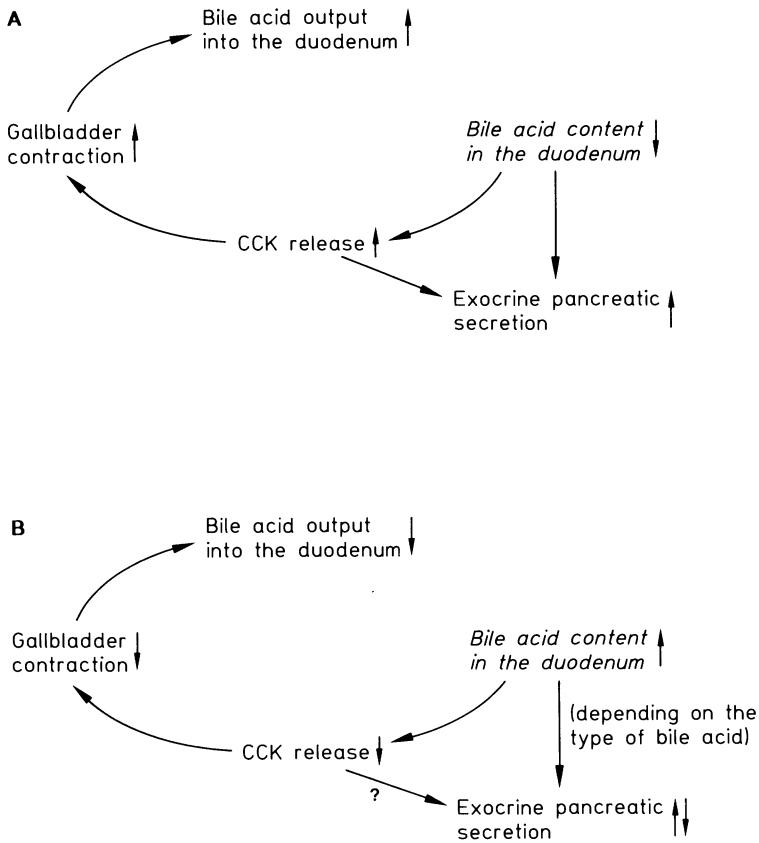 A
Bile acid output
into the duodenum ↑
Gallbladder
contraction ↑
Bile acid content
in the duodenum ↓
CCK release ↑
Exocrine pancreatic
secretion ↑
B
Bile acid output
into the duodenum ↓
Gallbladder
contraction ↓
Bile acid content
in the duodenum ↑
(depending on the
type of bile acid)
CCK release ↓
?
Exocrine pancreatic
secretion ↑↓